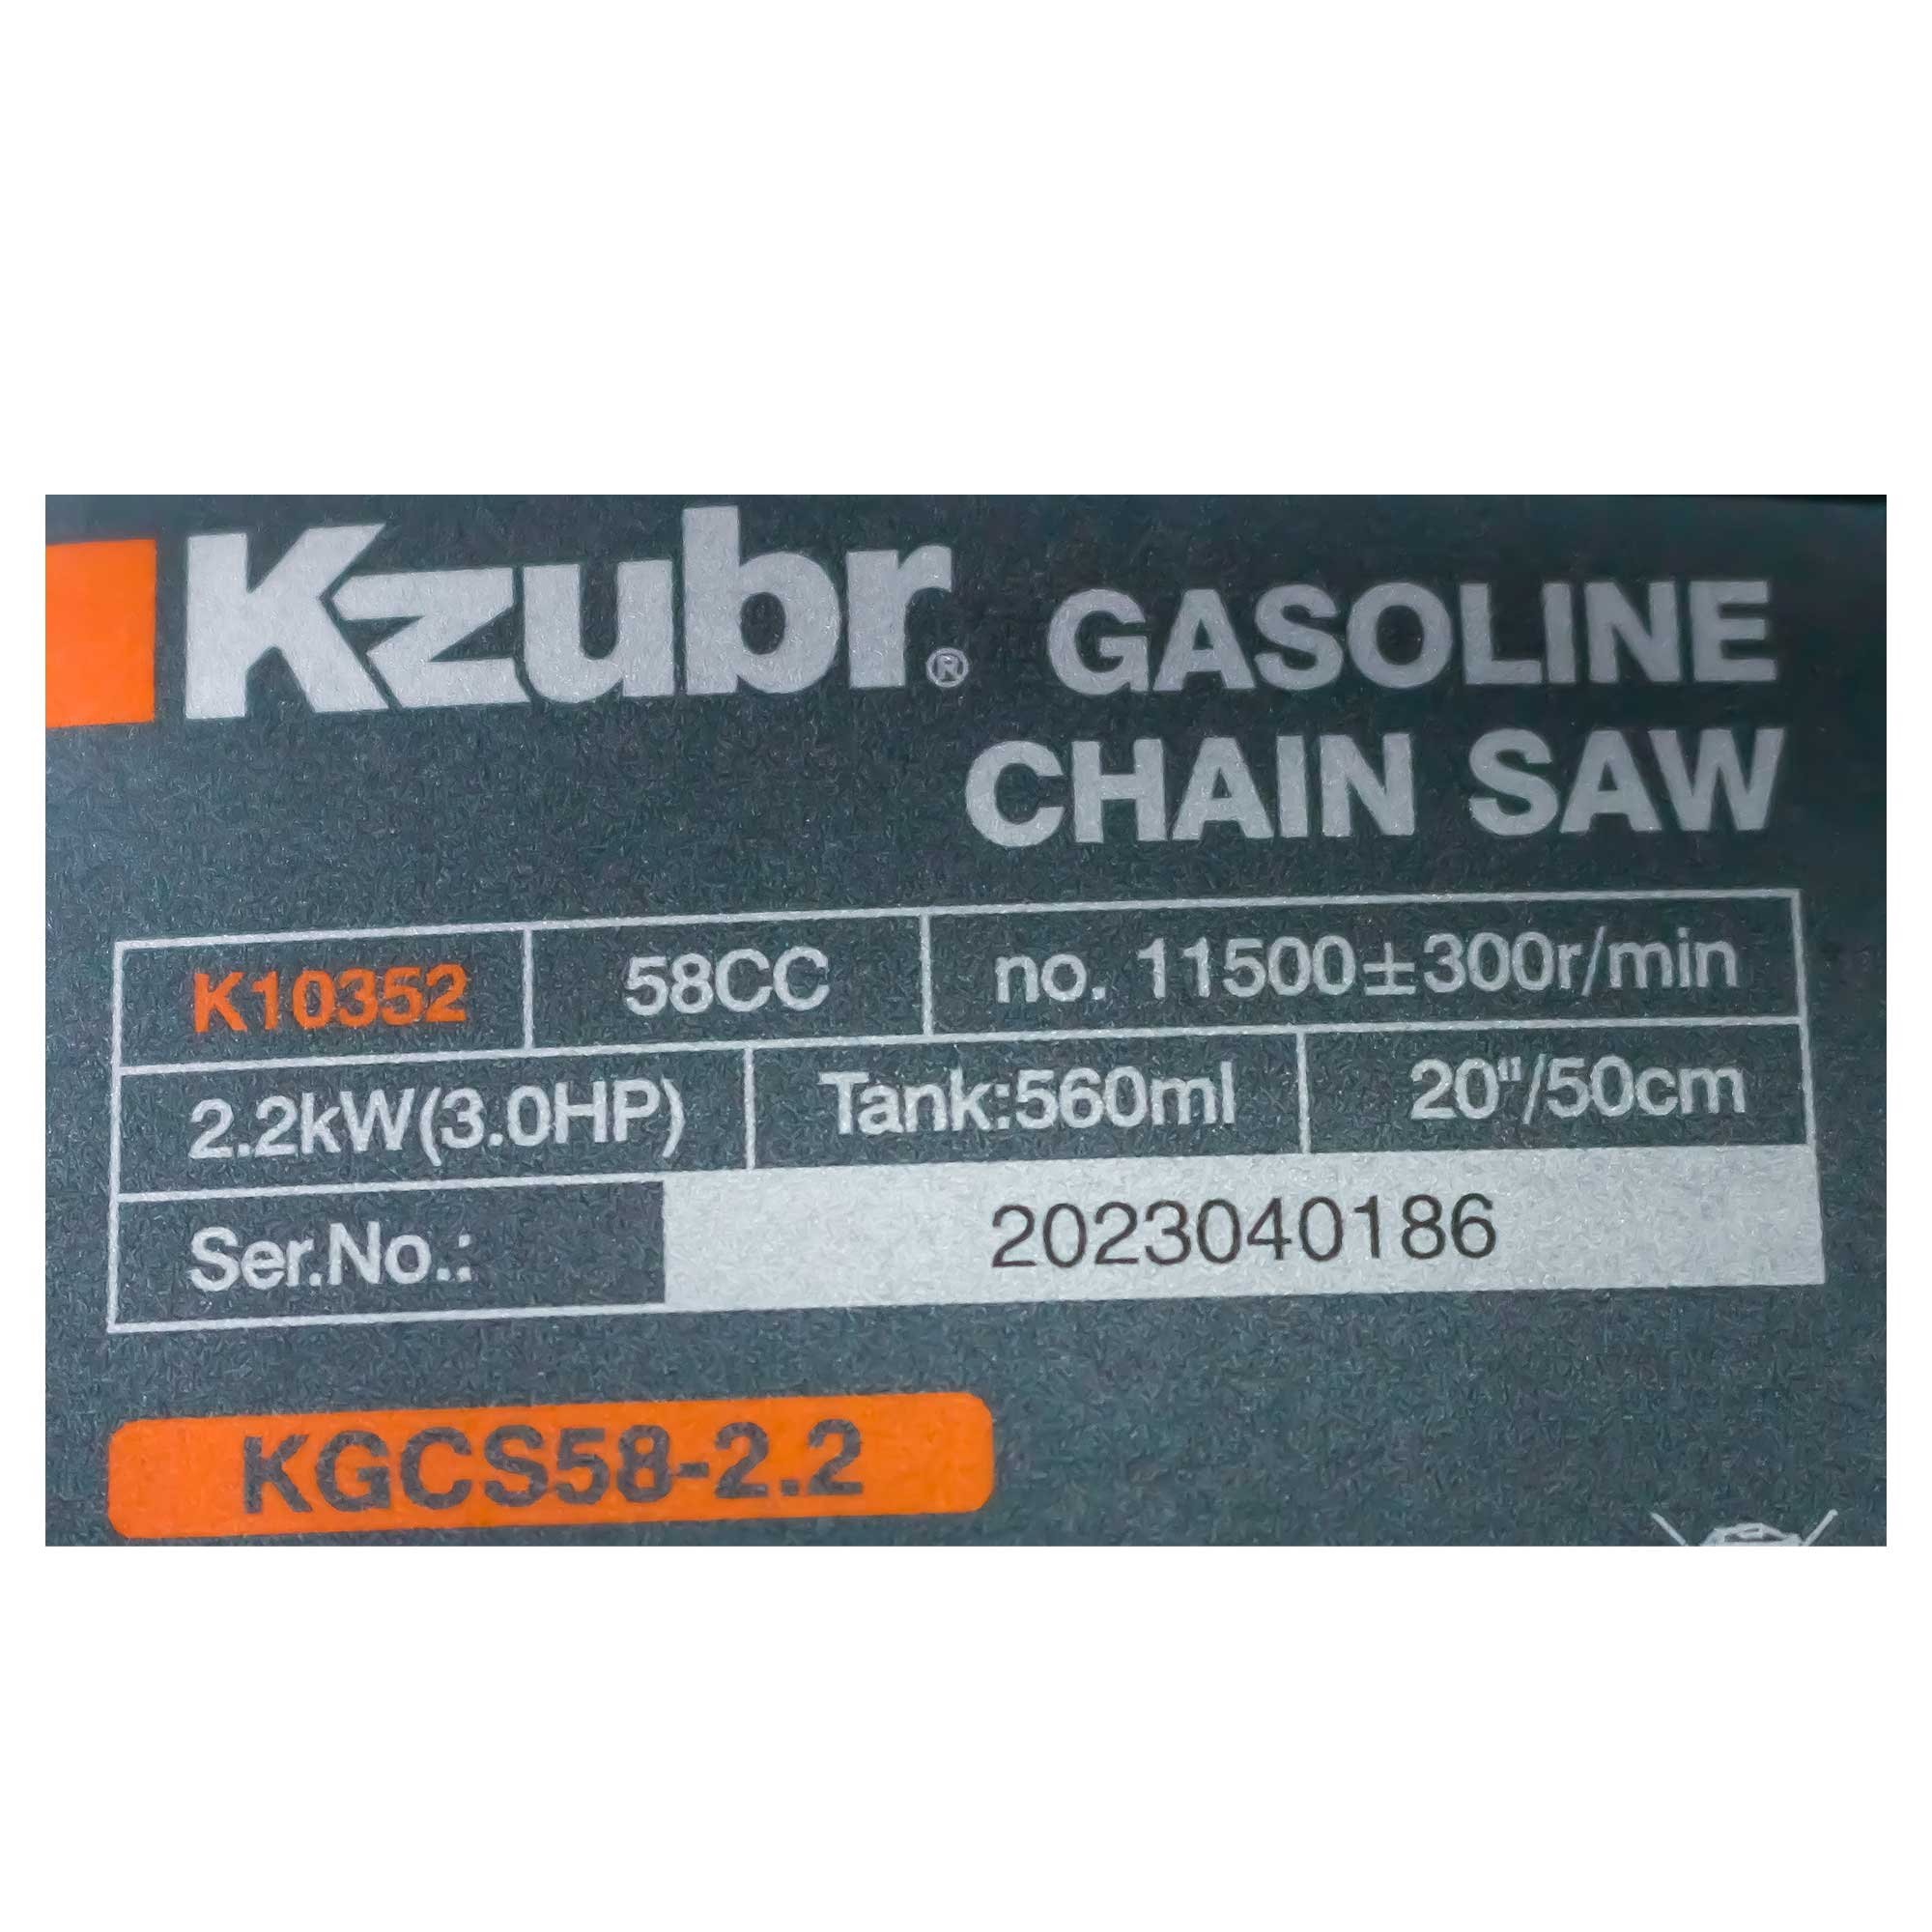 Kzubr® GASOLINE
CHAIN SAW
K10352 58CC no. 11500±300r/min
2.2kW(3.0HP) Tank:560ml 20"/50cm
Ser.No.: 2023040186
KGCS58-2.2